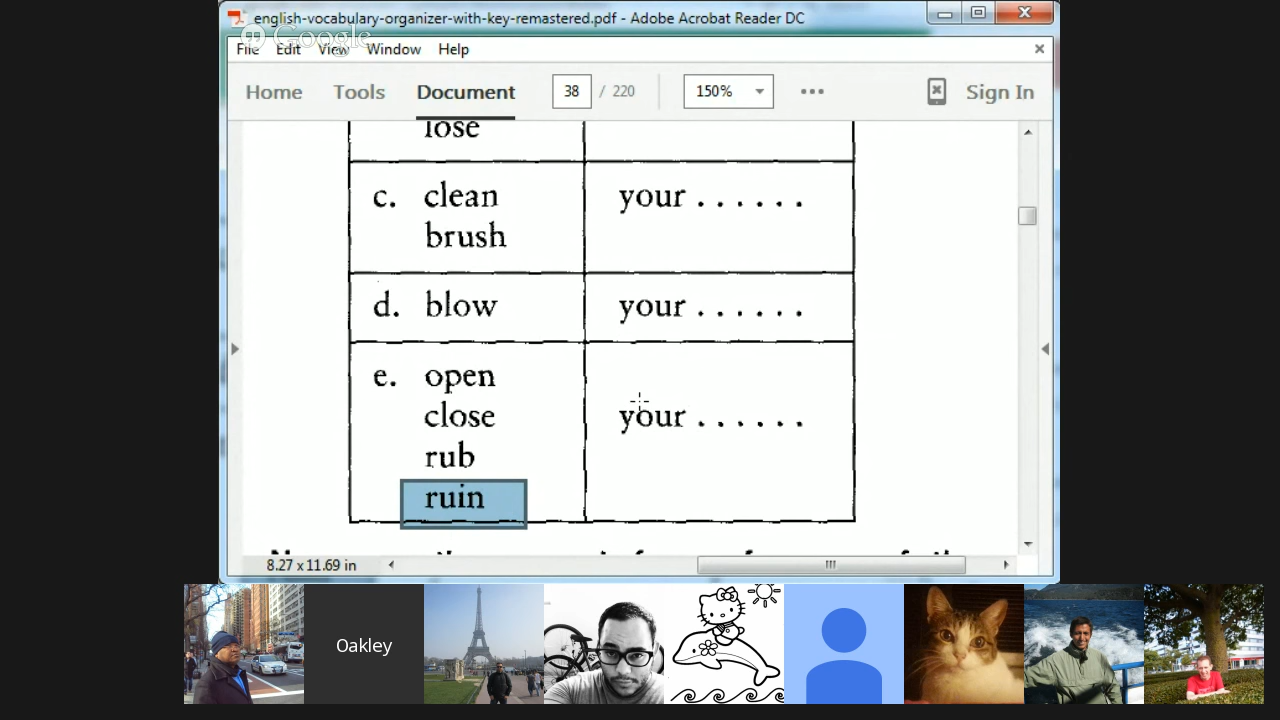 english-vocabulary-organizer-with-key-remastered.pdf - Adobe Acrobat Reader DC
Google
File Edit View Window Help
Home Tools Document 38 / 220 150% Sign In
lose
c. clean your . . . . . .
brush
d. blow your . . . . . .
e. open
close your . . . . . .
rub
ruin
8.27 x 11.69 in
Oakley